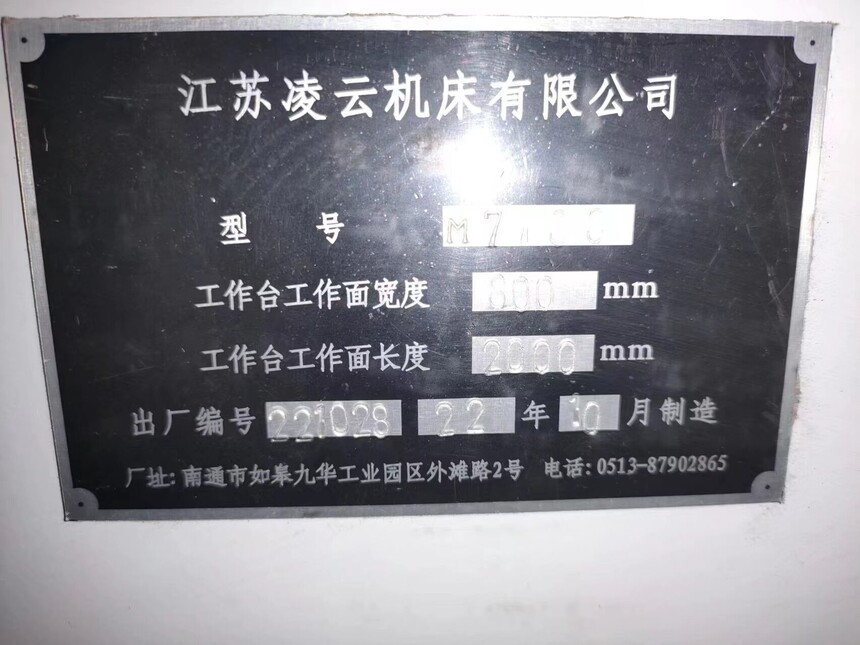 江苏凌云机床有限公司
型 号
工作台工作面宽度 mm
工作台工作面长度 2000 mm
出厂编号 221028 22 年 10 月制造
厂址:南通市如皋九华工业园区外滩路2号 电话:0513-87902865